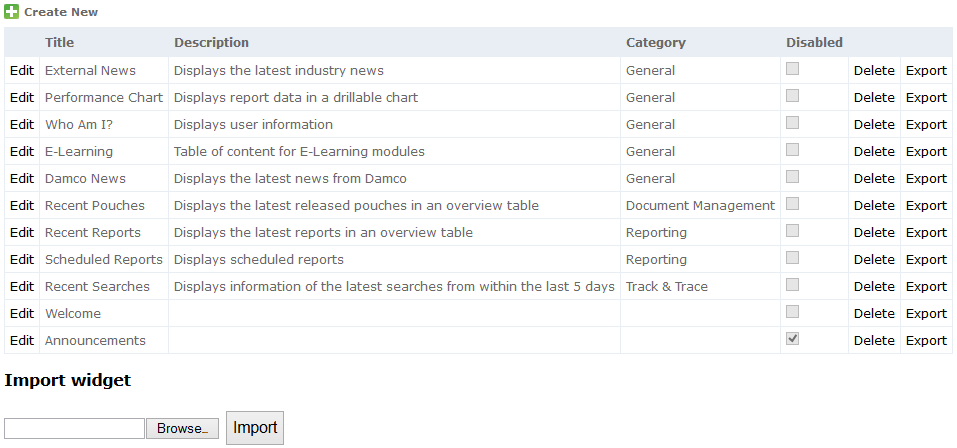 Create New
Title Description Category Disabled
Edit External News Displays the latest industry news General Delete Export
Edit Performance Chart Displays report data in a drillable chart General Delete Export
Edit Who Am I? Displays user information General Delete Export
Edit E-Learning Table of content for E-Learning modules General Delete Export
Edit Damco News Displays the latest news from Damco General Delete Export
Edit Recent Pouches Displays the latest released pouches in an overview table Document Management Delete Export
Edit Recent Reports Displays the latest reports in an overview table Reporting Delete Export
Edit Scheduled Reports Displays scheduled reports Reporting Delete Export
Edit Recent Searches Displays information of the latest searches from within the last 5 days Track & Trace Delete Export
Edit Welcome Delete Export
Edit Announcements Delete Export
Import widget
Browse... Import